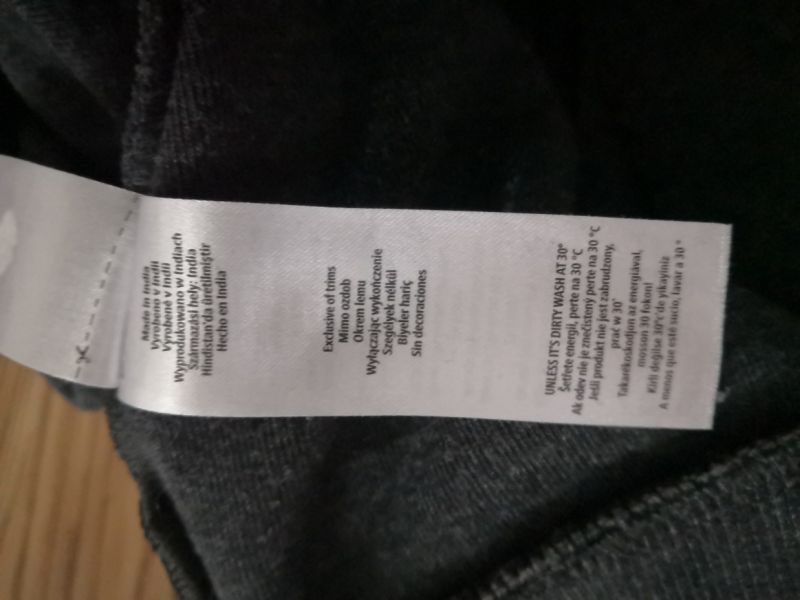 Made in India
Vyrobeno v Indii
Vyrobené v Indii
Wyprodukowano w Indiach
Származási hely: India
Hindistan'da üretilmiştir
Hecho en India
Exclusive of trims
Mimo ozdob
Okrem lemu
Wyłączając wykończenie
Szegélyek nélkül
Biyeler hariç
Sin decoraciones
UNLESS IT'S DIRTY WASH AT 30°
Šetřete energii, perte na 30 °C
Ak odev nie je znečistený perte na 30 °C
Jeśli produkt nie jest zabrudzony,
prać w 30°
Takarékoskodjon az energiával,
mosson 30 fokon!
Kirli değilse 30°C'de yıkayiniz
A menos que esté sucio, lavar a 30 °